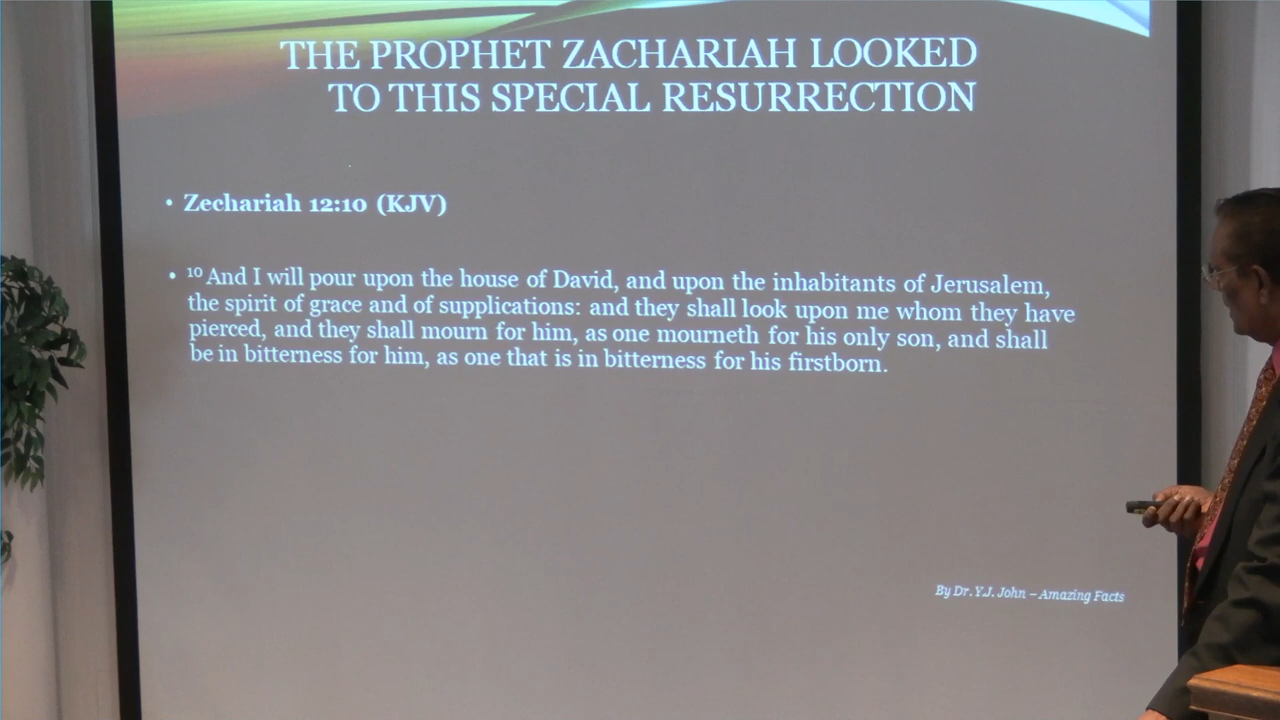 THE PROPHET ZACHARIAH LOOKED
TO THIS SPECIAL RESURRECTION
• Zechariah 12:10 (KJV)
• 10 And I will pour upon the house of David, and upon the inhabitants of Jerusalem,
the spirit of grace and of supplications: and they shall look upon me whom they have
pierced, and they shall mourn for him, as one mourneth for his only son, and shall
be in bitterness for him, as one that is in bitterness for his firstborn.
By Dr. Y.J. John – Amazing Facts